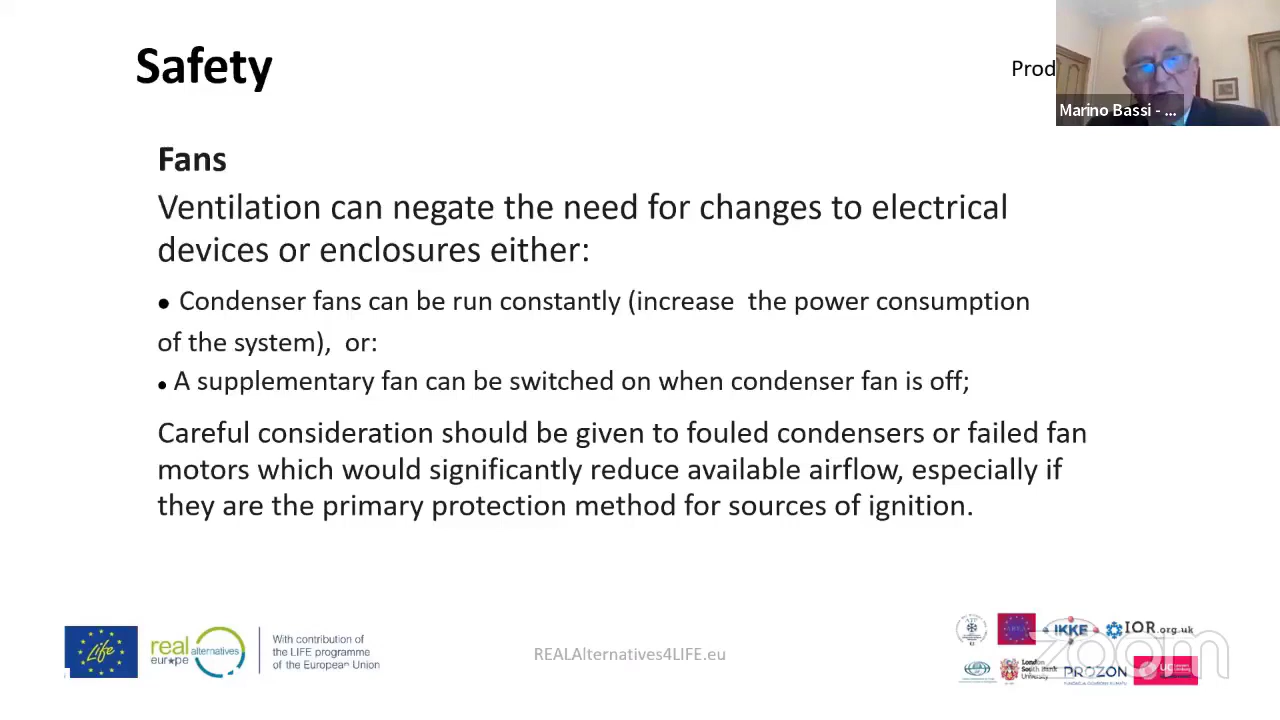 Safety
Prod
Marino Bassi - ...
Fans
Ventilation can negate the need for changes to electrical
devices or enclosures either:
• Condenser fans can be run constantly (increase the power consumption
of the system), or:
• A supplementary fan can be switched on when condenser fan is off;
Careful consideration should be given to fouled condensers or failed fan
motors which would significantly reduce available airflow, especially if
they are the primary protection method for sources of ignition.
Life
real
alternatives
europe
With contribution of
the LIFE programme
of the European Union
REALAlternatives4LIFE.eu
ATF
IKKE
IOR.org.uk
London
South Bank
University
PROZON
zoom